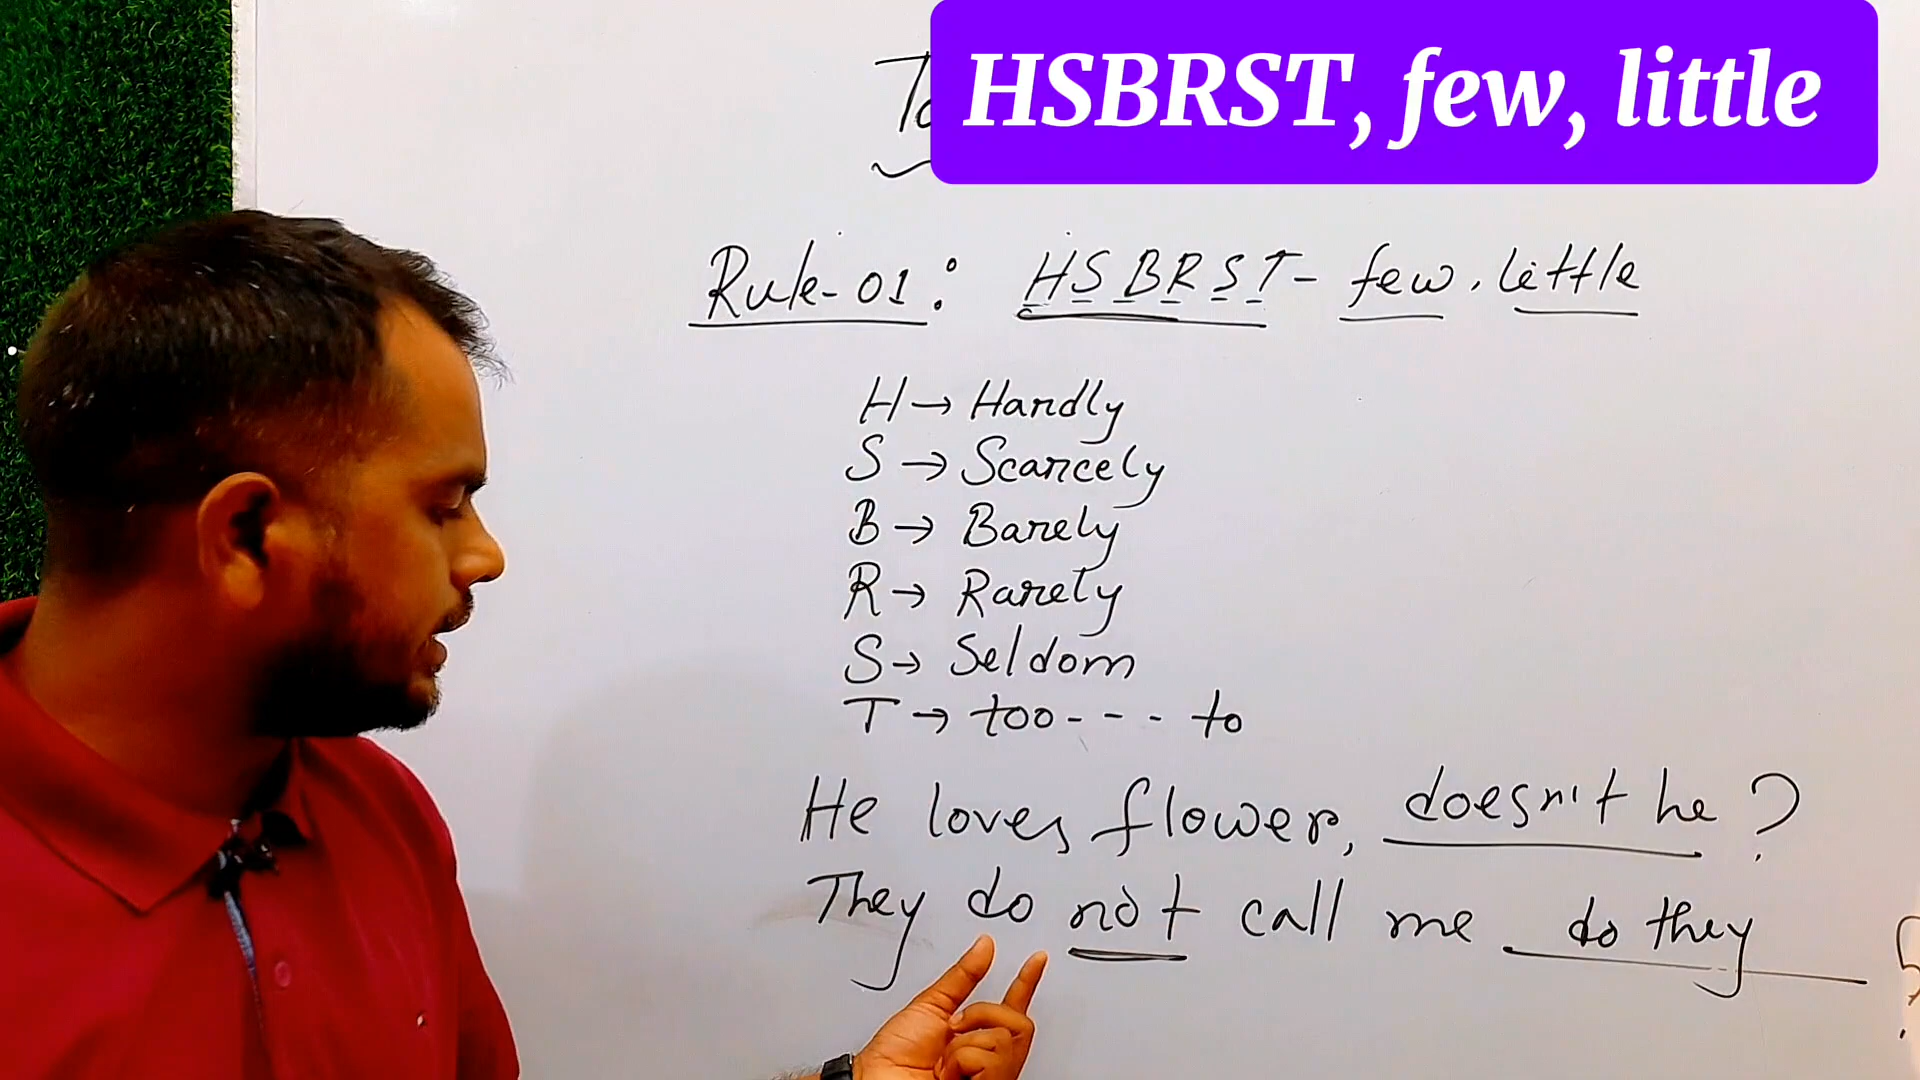 HSBRST, few, little
Rule-01: HSBRST- few, little
H→ Hardly
S → Scarcely
B → Barely
R → Rarely
S→ Seldom
T → too- - - to
He loves flower, doesn't he ?
They do not call me do they ?